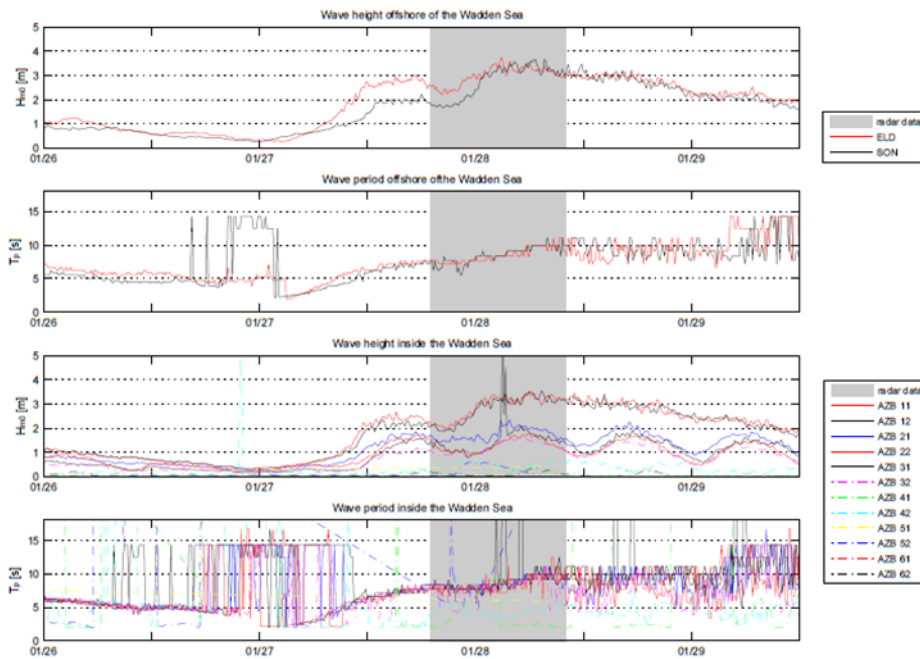 Wave height offshore of the Wadden Sea
5
4
3
2
1
0
Hm0 [m]
01/26
01/27
01/28
01/29
radar data
ELD
SON
Wave period offshore ofthe Wadden Sea
15
10
5
0
Tp [s]
01/26
01/27
01/28
01/29
Wave height inside the Wadden Sea
5
4
3
2
1
0
Hm0 [m]
01/26
01/27
01/28
01/29
radar data
AZB 11
AZB 12
AZB 21
AZB 22
AZB 31
AZB 32
AZB 41
AZB 42
AZB 51
AZB 52
AZB 61
AZB 62
Wave period inside the Wadden Sea
15
10
5
0
Tp [s]
01/26
01/27
01/28
01/29